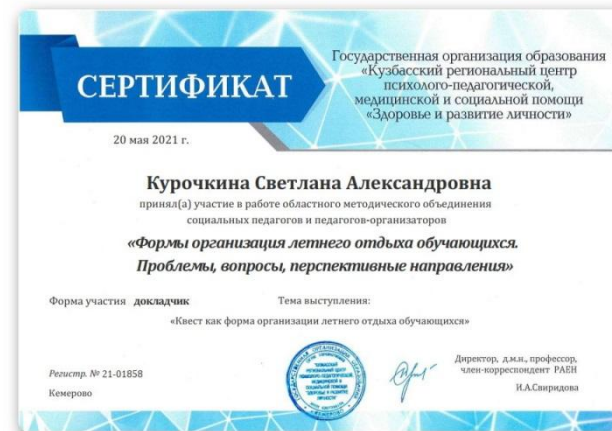 СЕРТИФИКАТ
Государственная организация образования
«Кузбасский региональный центр
психолого-педагогической,
медицинской и социальной помощи
«Здоровье и развитие личности»
20 мая 2021 г.
Курочкина Светлана Александровна
принял(а) участие в работе областного методического объединения
социальных педагогов и педагогов-организаторов
«Формы организация летнего отдыха обучающихся.
Проблемы, вопросы, перспективные направления»
Форма участия докладчик Тема выступления:
«Квест как форма организации летнего отдыха обучающихся»
Регистр. № 21-01858
Кемерово
Директор, д.м.н., профессор,
член-корреспондент РАЕН
И.А.Свиридова